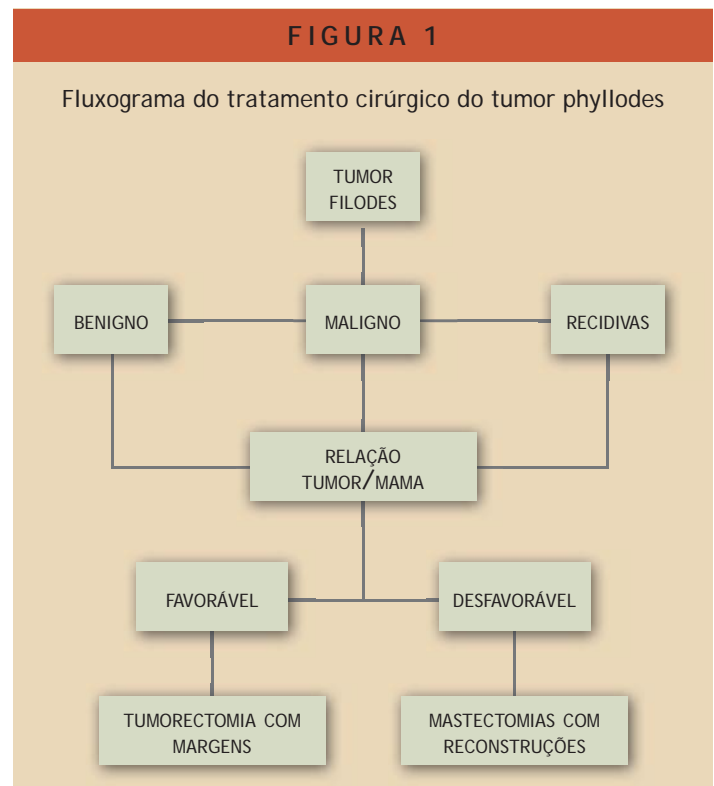 FIGURA 1
Fluxograma do tratamento cirúrgico do tumor phyllodes
TUMOR
FILODES
BENIGNO
MALIGNO
RECIDIVAS
RELAÇÃO
TUMOR/MAMA
FAVORÁVEL
DESFAVORÁVEL
TUMORECTOMIA COM
MARGENS
MASTECTOMIAS COM
RECONSTRUÇÕES